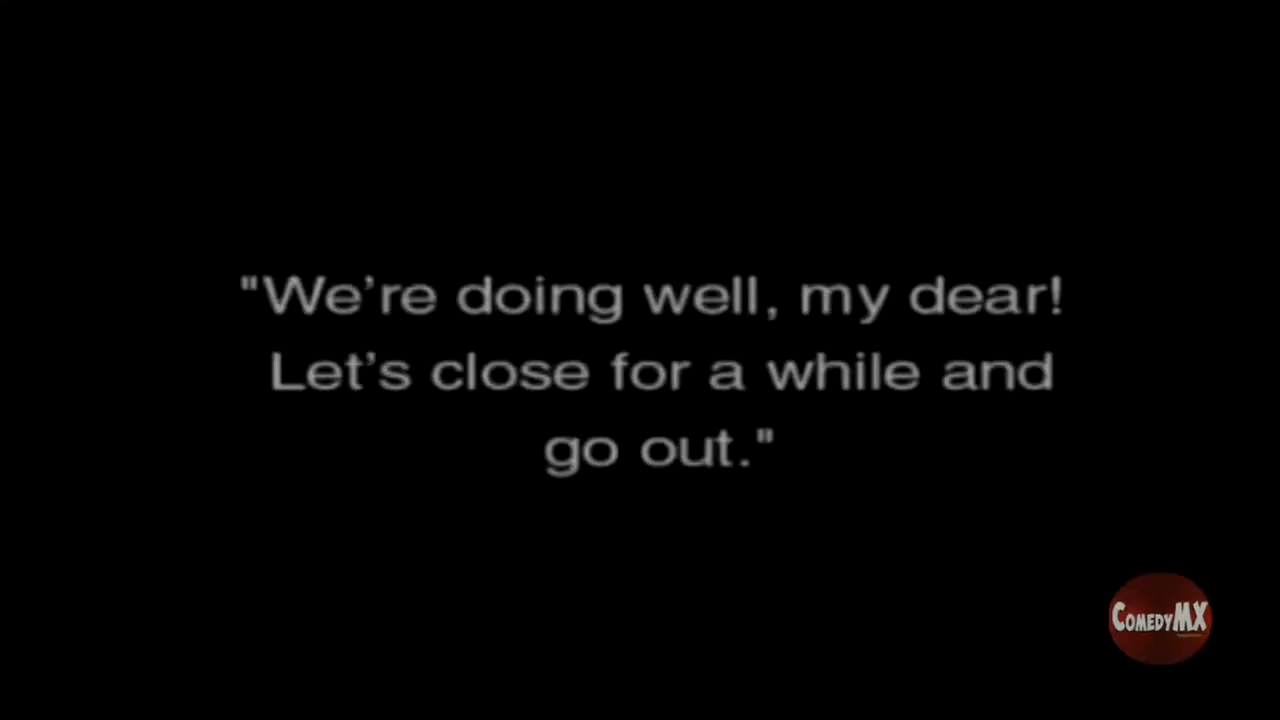 "We're doing well, my dear!
Let's close for a while and
go out."
COMEDYMX